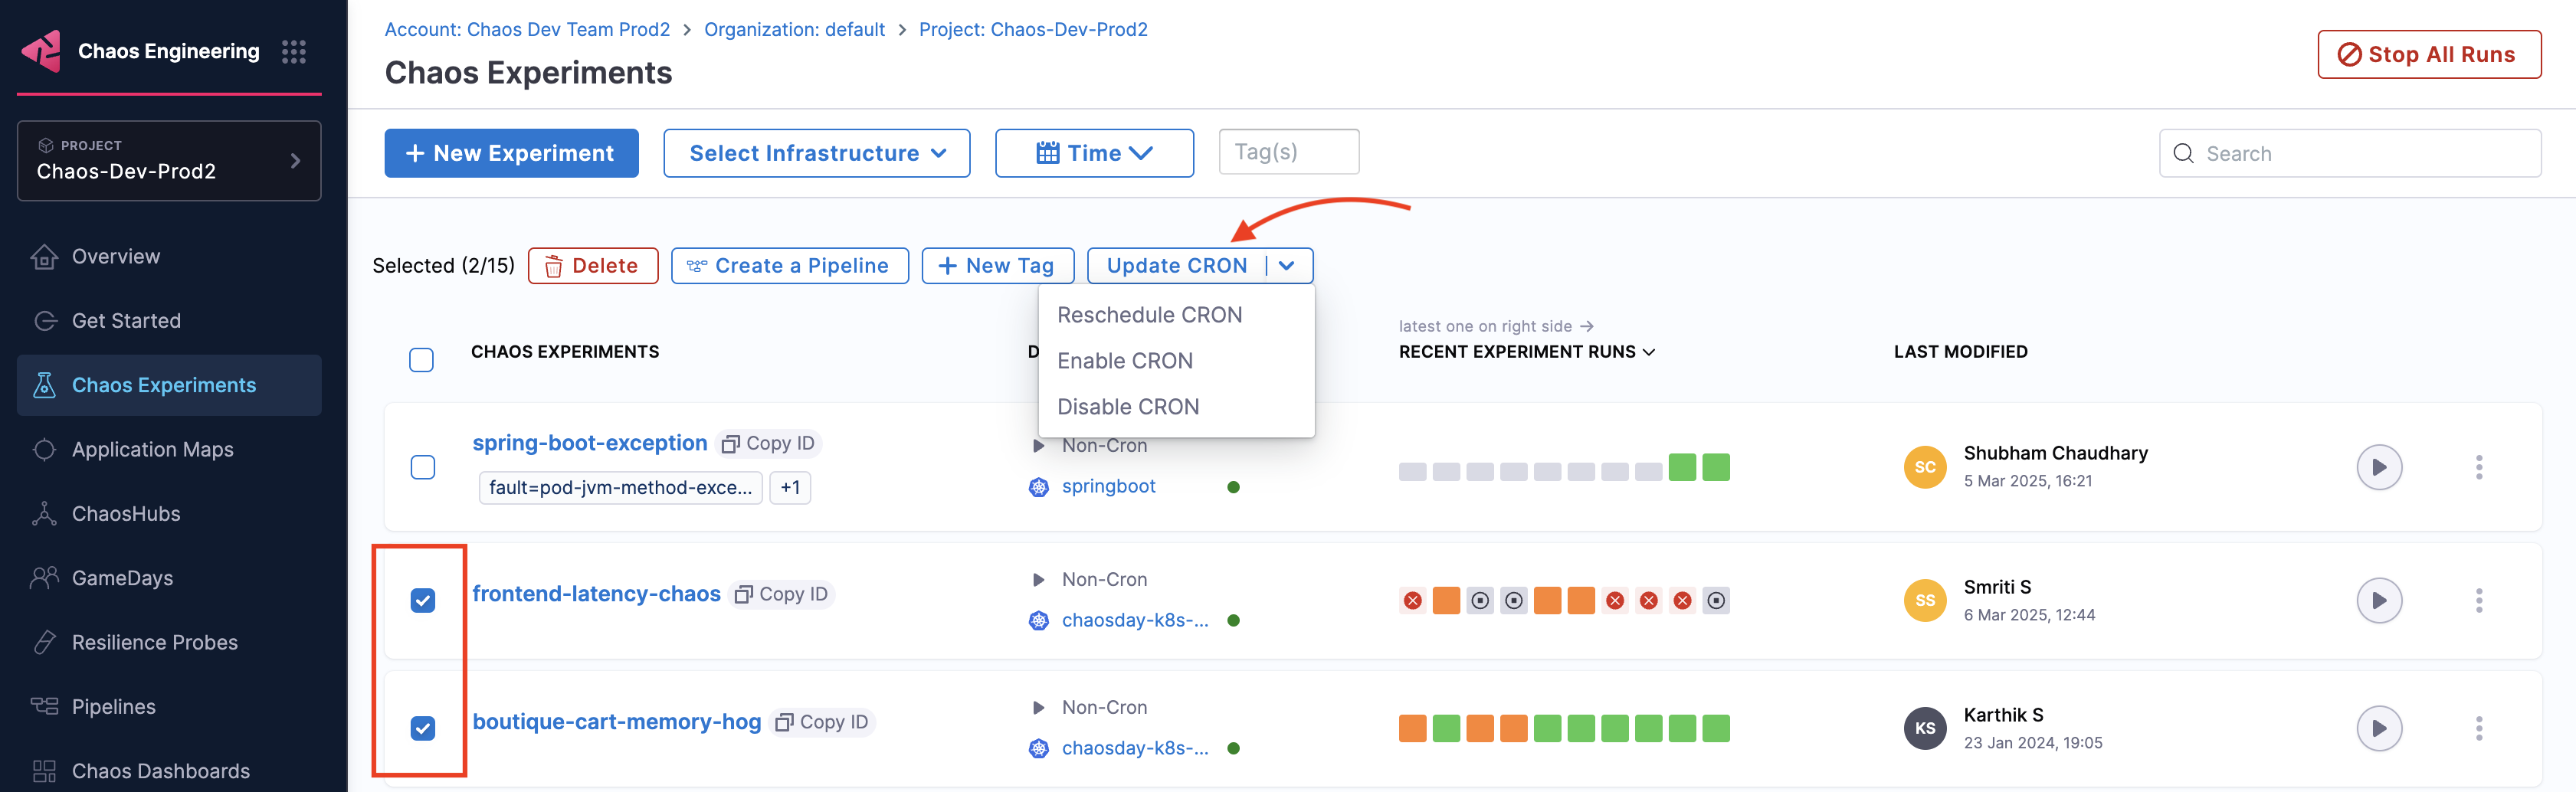 Chaos Engineering
PROJECT
Chaos-Dev-Prod2
Overview
Get Started
Chaos Experiments
Application Maps
ChaosHubs
GameDays
Resilience Probes
Pipelines
Chaos Dashboards
Account: Chaos Dev Team Prod2 > Organization: default > Project: Chaos-Dev-Prod2
Chaos Experiments
Stop All Runs
+ New Experiment
Select Infrastructure
Time
Tag(s)
Search
Selected (2/15)
Delete
Create a Pipeline
+ New Tag
Update CRON
Reschedule CRON
Enable CRON
Disable CRON
latest one on right side →
CHAOS EXPERIMENTS
D
RECENT EXPERIMENT RUNS
LAST MODIFIED
spring-boot-exception
Copy ID
fault=pod-jvm-method-exce...
+1
Non-Cron
springboot
SC
Shubham Chaudhary
5 Mar 2025, 16:21
frontend-latency-chaos
Copy ID
Non-Cron
chaosday-k8s-...
SS
Smriti S
6 Mar 2025, 12:44
boutique-cart-memory-hog
Copy ID
Non-Cron
chaosday-k8s-...
KS
Karthik S
23 Jan 2024, 19:05